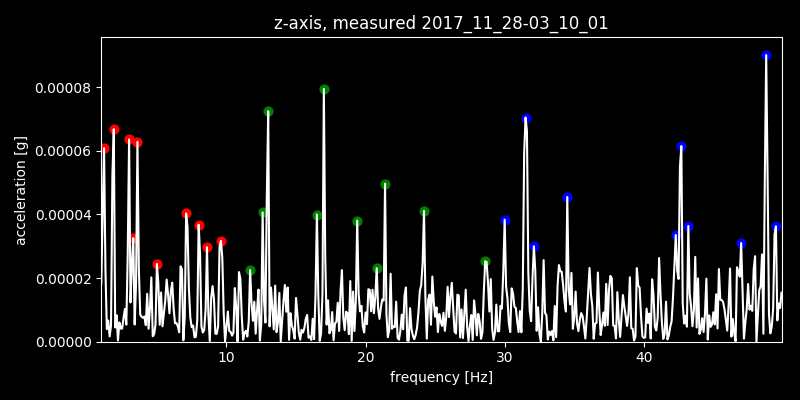 z-axis, measured 2017_11_28-03_10_01
acceleration [g]
0.00008
0.00006
0.00004
0.00002
0.00000
10 20 30 40
frequency [Hz]